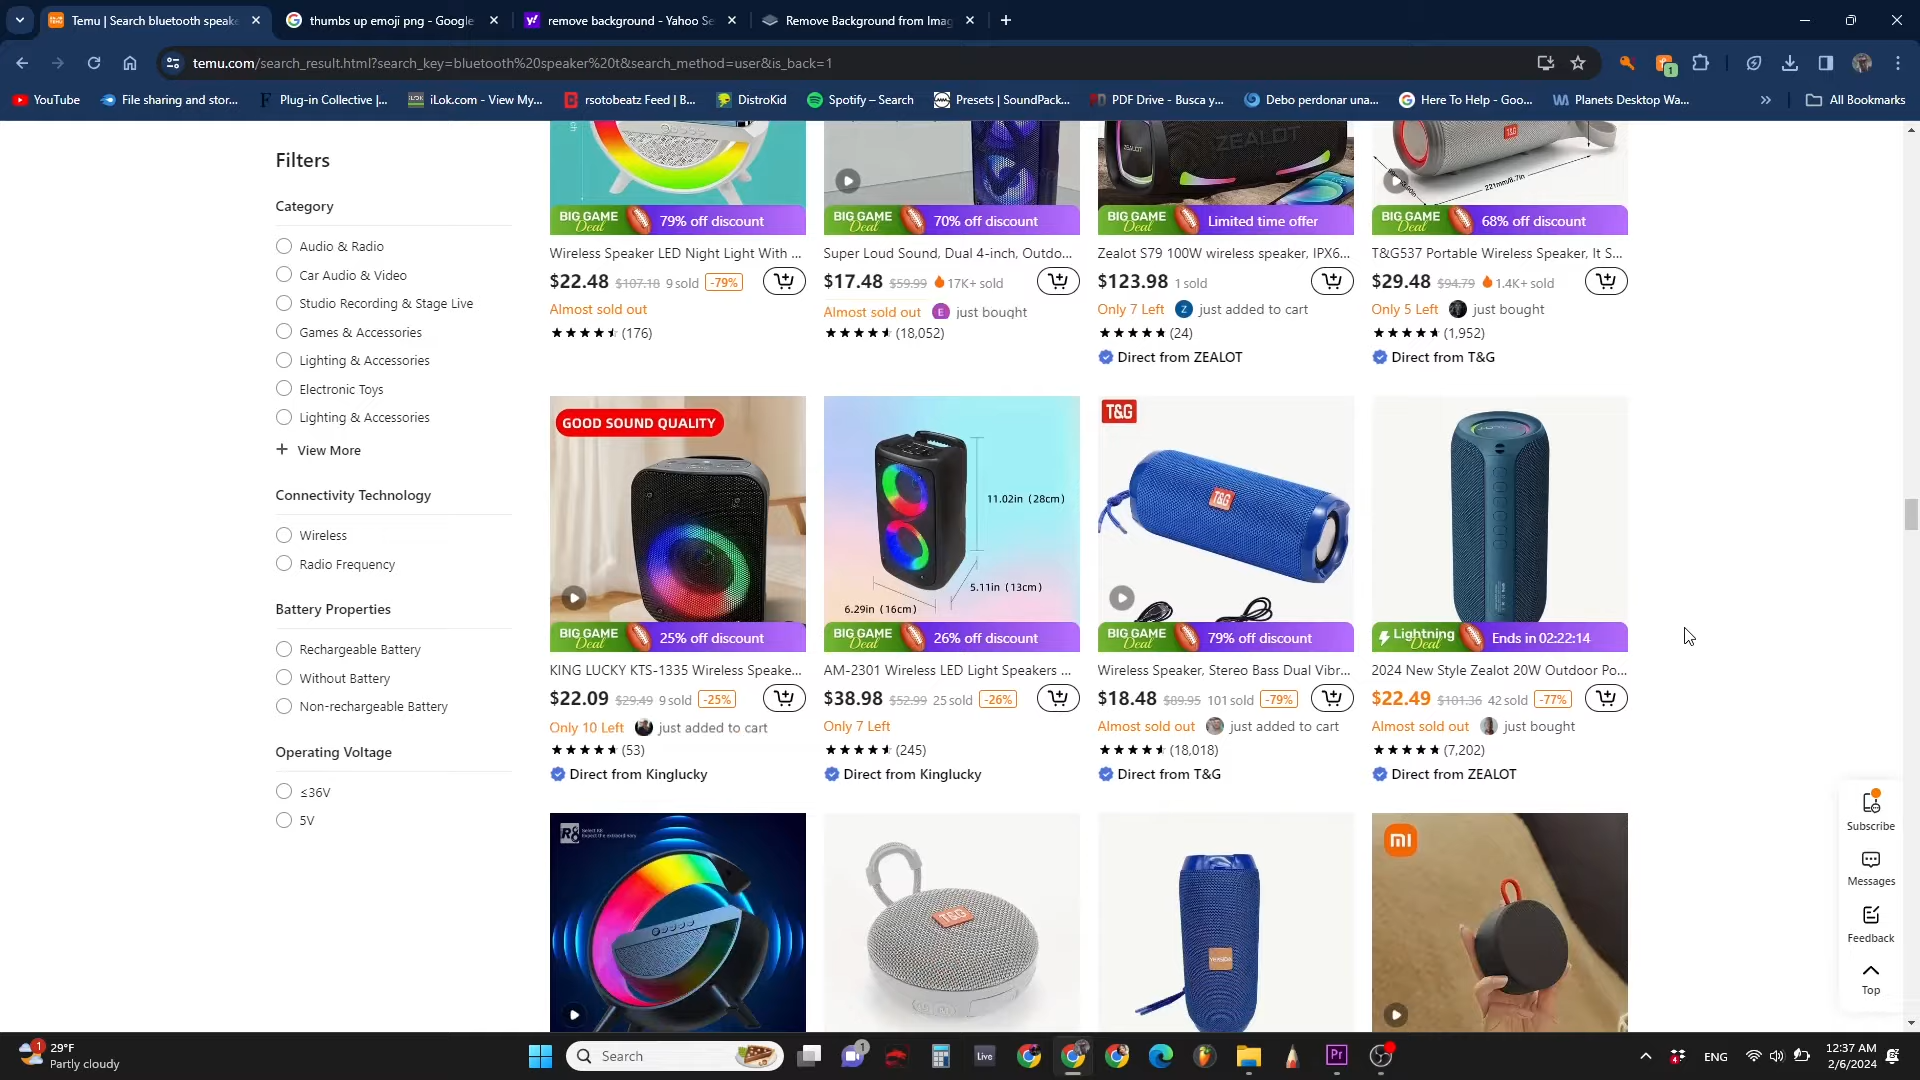 Temu | Search bluetooth speake
thumbs up emoji png - Google
remove background - Yahoo Se
Remove Background from Imag
temu.com/search_result.html?search_key=bluetooth%20speaker%20t&search_method=user&is_back=1
1
YouTube
File sharing and stor...
Plug-in Collective |...
iLok.com - View My...
rsotobeatz Feed | B...
DistroKid
Spotify – Search
Presets | SoundPack...
PDF Drive - Busca y...
Debo perdonar una...
Here To Help - Goo...
Planets Desktop Wa...
All Bookmarks
Filters
Category
Audio & Radio
Car Audio & Video
Studio Recording & Stage Live
Games & Accessories
Lighting & Accessories
Electronic Toys
Lighting & Accessories
View More
Connectivity Technology
Wireless
Radio Frequency
Battery Properties
Rechargeable Battery
Without Battery
Non-rechargeable Battery
Operating Voltage
≤36V
5V
BIG GAME Deal 79% off discount
Wireless Speaker LED Night Light With ...
$22.48 $107.18 9 sold -79%
Almost sold out
(176)
BIG GAME Deal 70% off discount
Super Loud Sound, Dual 4-inch, Outdo...
$17.48 $59.99 17K+ sold
Almost sold out E just bought
(18,052)
ZEALOT
ZEALOT
BIG GAME Deal Limited time offer
Zealot S79 100W wireless speaker, IPX6...
$123.98 1 sold
Only 7 Left Z just added to cart
(24)
Direct from ZEALOT
T&G
221mm/8.7in
BIG GAME Deal 68% off discount
T&G537 Portable Wireless Speaker, It S...
$29.48 $94.79 1.4K+ sold
Only 5 Left just bought
(1,952)
Direct from T&G
GOOD SOUND QUALITY
BIG GAME Deal 25% off discount
KING LUCKY KTS-1335 Wireless Speake...
$22.09 $29.49 9 sold -25%
Only 10 Left just added to cart
(53)
Direct from Kinglucky
11.02in (28cm)
5.11in (13cm)
6.29in (16cm)
BIG GAME Deal 26% off discount
AM-2301 Wireless LED Light Speakers ...
$38.98 $52.99 25 sold -26%
Only 7 Left
(245)
Direct from Kinglucky
T&G
T&G
BIG GAME Deal 79% off discount
Wireless Speaker, Stereo Bass Dual Vibr...
$18.48 $89.95 101 sold -79%
Almost sold out just added to cart
(18,018)
Direct from T&G
Lightning Deal Ends in 02:22:14
2024 New Style Zealot 20W Outdoor Po...
$22.49 $101.36 42 sold -77%
Almost sold out just bought
(7,202)
Direct from ZEALOT
T&G
mi
Subscribe
Messages
Feedback
Top
1
29°F
Partly cloudy
Search
1
Live
Pr
ENG
12:37 AM
2/6/2024